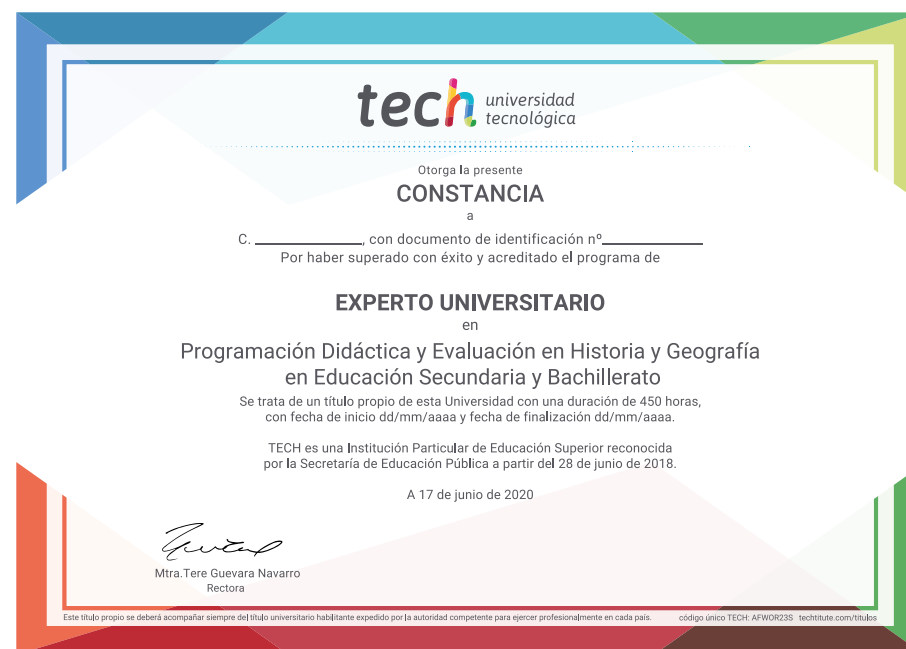 tech universidad
tecnológica
Otorga la presente
CONSTANCIA
a
C. ____________, con documento de identificación nº____________
Por haber superado con éxito y acreditado el programa de
EXPERTO UNIVERSITARIO
en
Programación Didáctica y Evaluación en Historia y Geografía
en Educación Secundaria y Bachillerato
Se trata de un título propio de esta Universidad con una duración de 450 horas,
con fecha de inicio dd/mm/aaaa y fecha de finalización dd/mm/aaaa.
TECH es una Institución Particular de Educación Superior reconocida
por la Secretaría de Educación Pública a partir del 28 de junio de 2018.
A 17 de junio de 2020
Mtra.Tere Guevara Navarro
Rectora
Este título propio se deberá acompañar siempre del título universitario habilitante expedido por la autoridad competente para ejercer profesionalmente en cada país. código único TECH: AFWOR23S techtitute.com/titulos